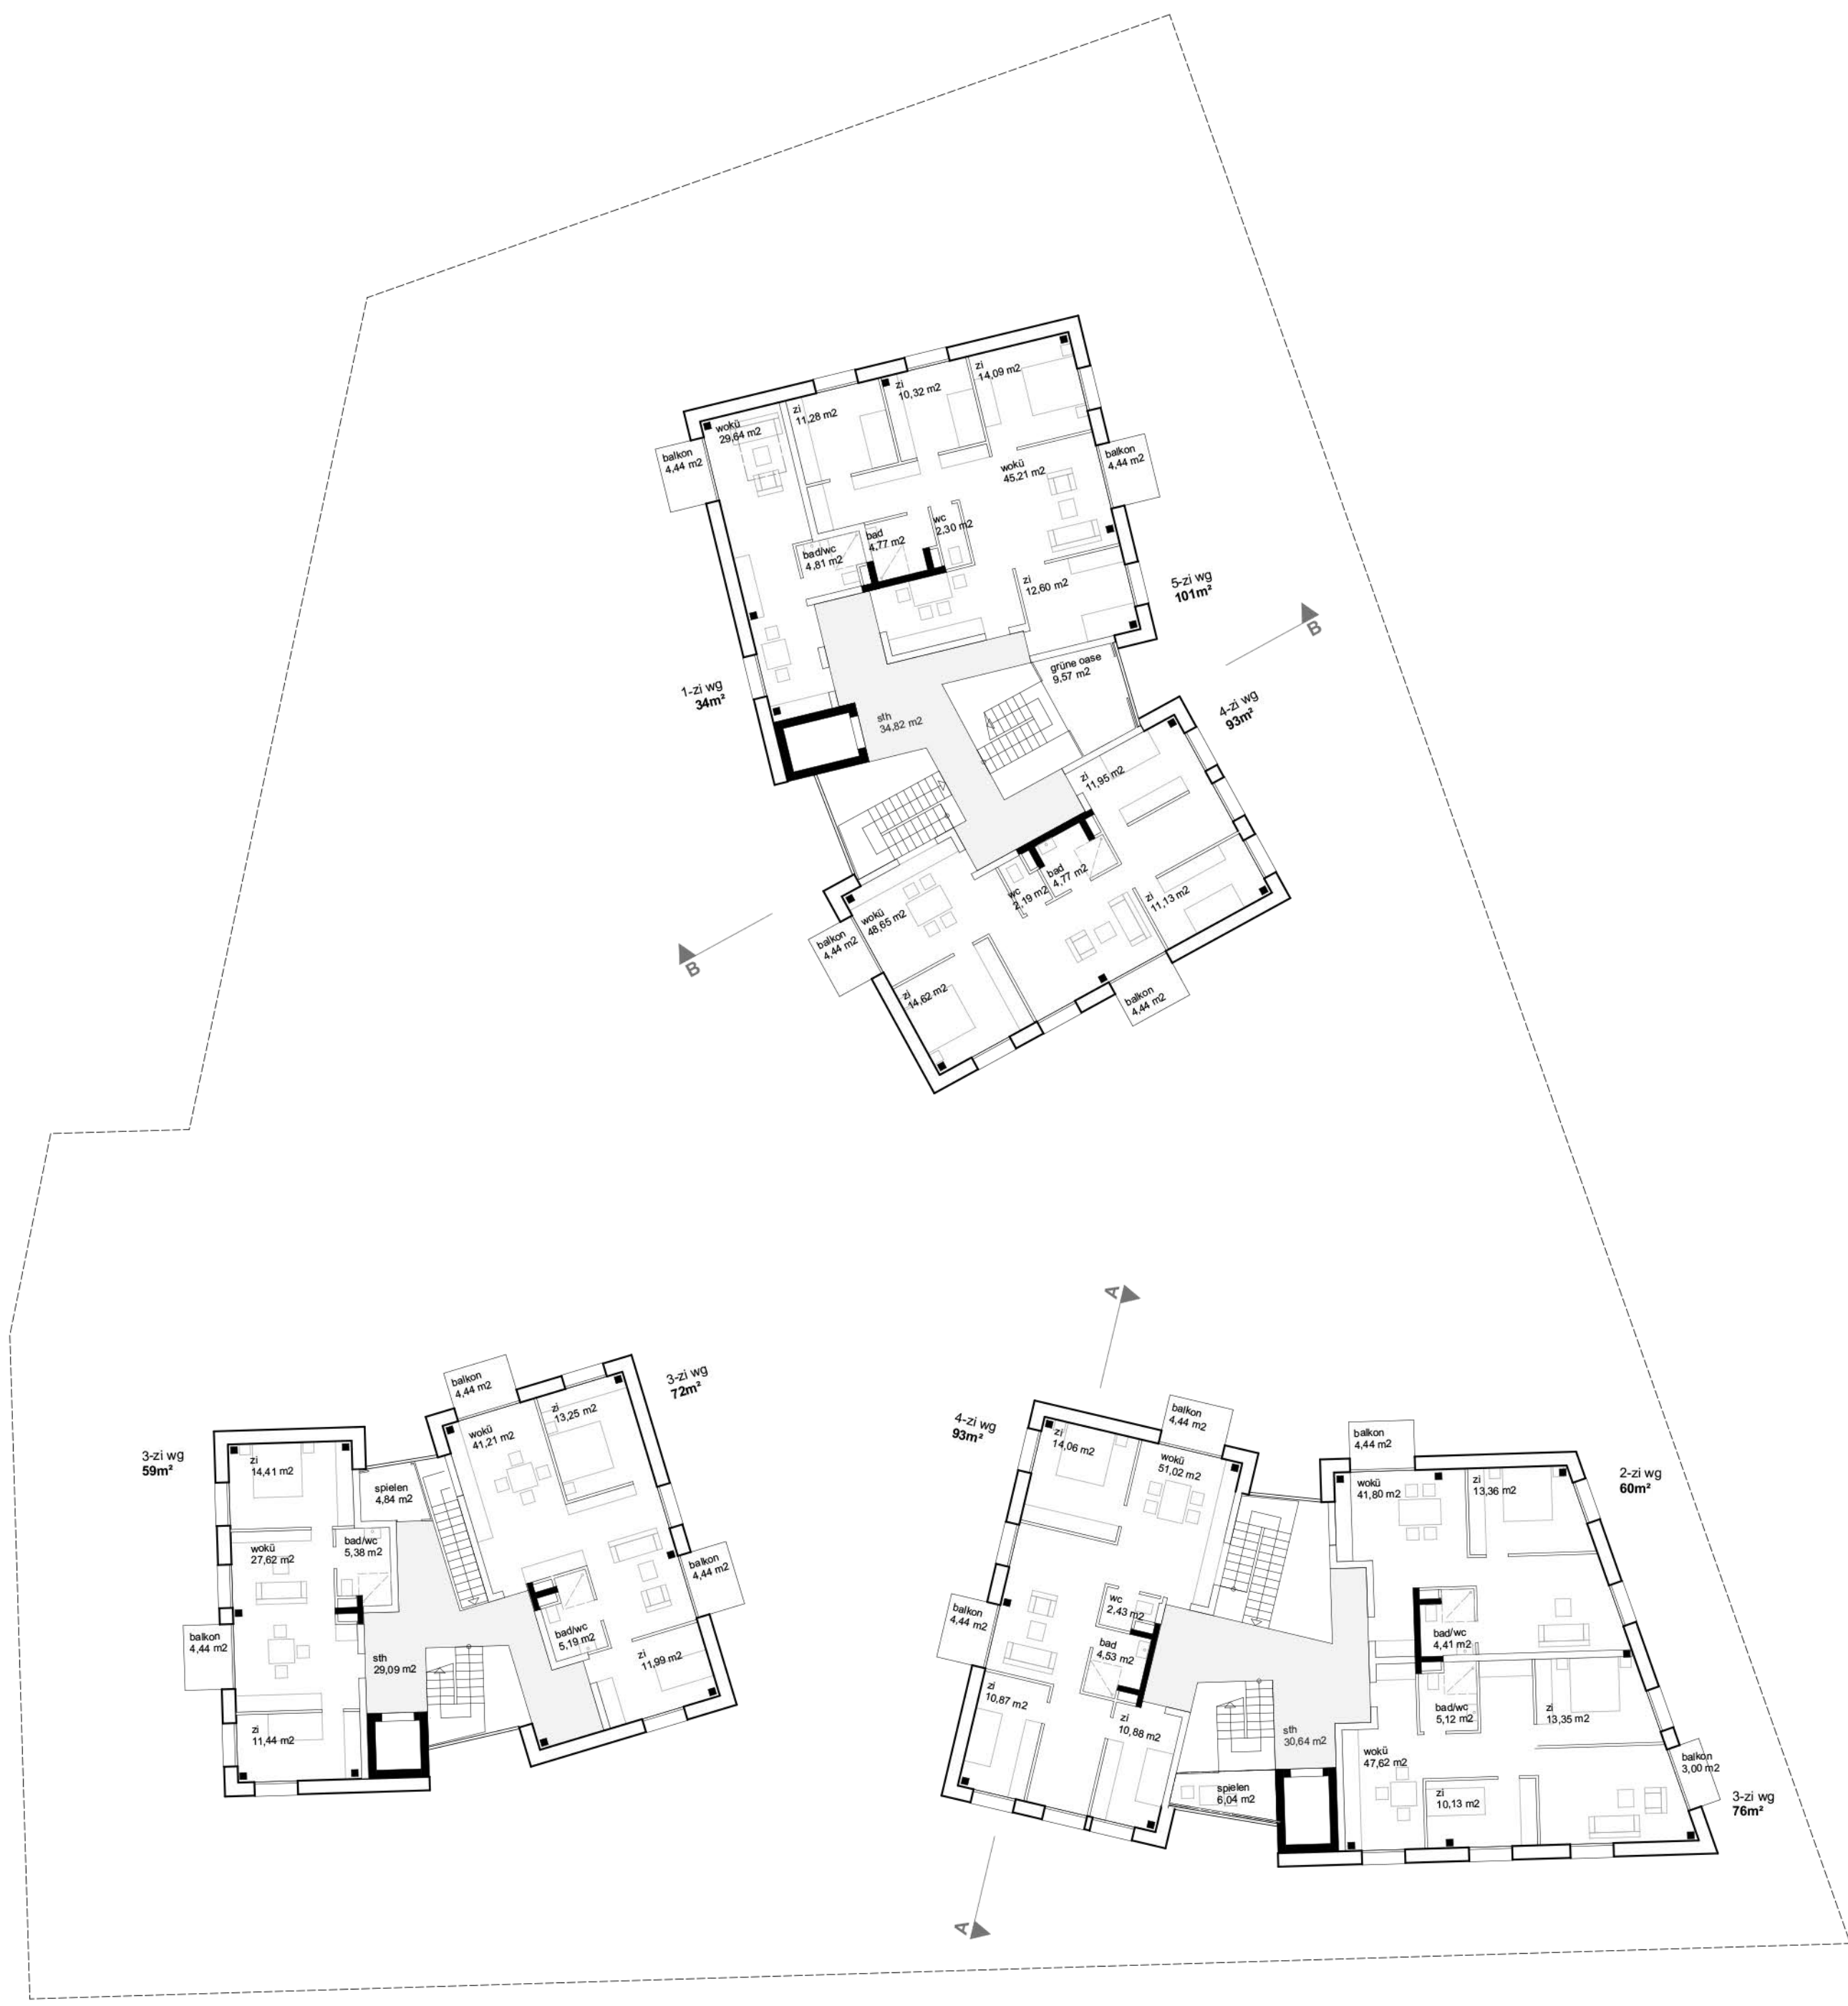 zi
14,09 m2
zi
10,32 m2
zi
11,28 m2
wokü
29,64 m2
balkon
4,44 m2
balkon
4,44 m2
wokü
45,21 m2
wc
2,30 m2
bad
4,77 m2
bad/wc
4,81 m2
zi
12,60 m2
5-zi wg
101m²
B
grüne oase
9,57 m2
1-zi wg
34m²
sth
34,82 m2
4-zi wg
93m²
zi
11,95 m2
bad
4,77 m2
wc
2,19 m2
zi
11,13 m2
wokü
48,65 m2
balkon
4,44 m2
B
zi
14,62 m2
balkon
4,44 m2
A
3-zi wg
72m²
balkon
4,44 m2
zi
13,25 m2
wokü
41,21 m2
3-zi wg
59m²
zi
14,41 m2
spielen
4,84 m2
bad/wc
5,38 m2
wokü
27,62 m2
balkon
4,44 m2
balkon
4,44 m2
bad/wc
5,19 m2
sth
29,09 m2
zi
11,99 m2
zi
11,44 m2
4-zi wg
93m²
balkon
4,44 m2
zi
14,06 m2
wokü
51,02 m2
balkon
4,44 m2
wokü
41,80 m2
zi
13,36 m2
2-zi wg
60m²
balkon
4,44 m2
wc
2,43 m2
bad
4,53 m2
bad/wc
4,41 m2
zi
10,87 m2
zi
10,88 m2
bad/wc
5,12 m2
zi
13,35 m2
sth
30,64 m2
wokü
47,62 m2
balkon
3,00 m2
spielen
6,04 m2
zi
10,13 m2
3-zi wg
76m²
A